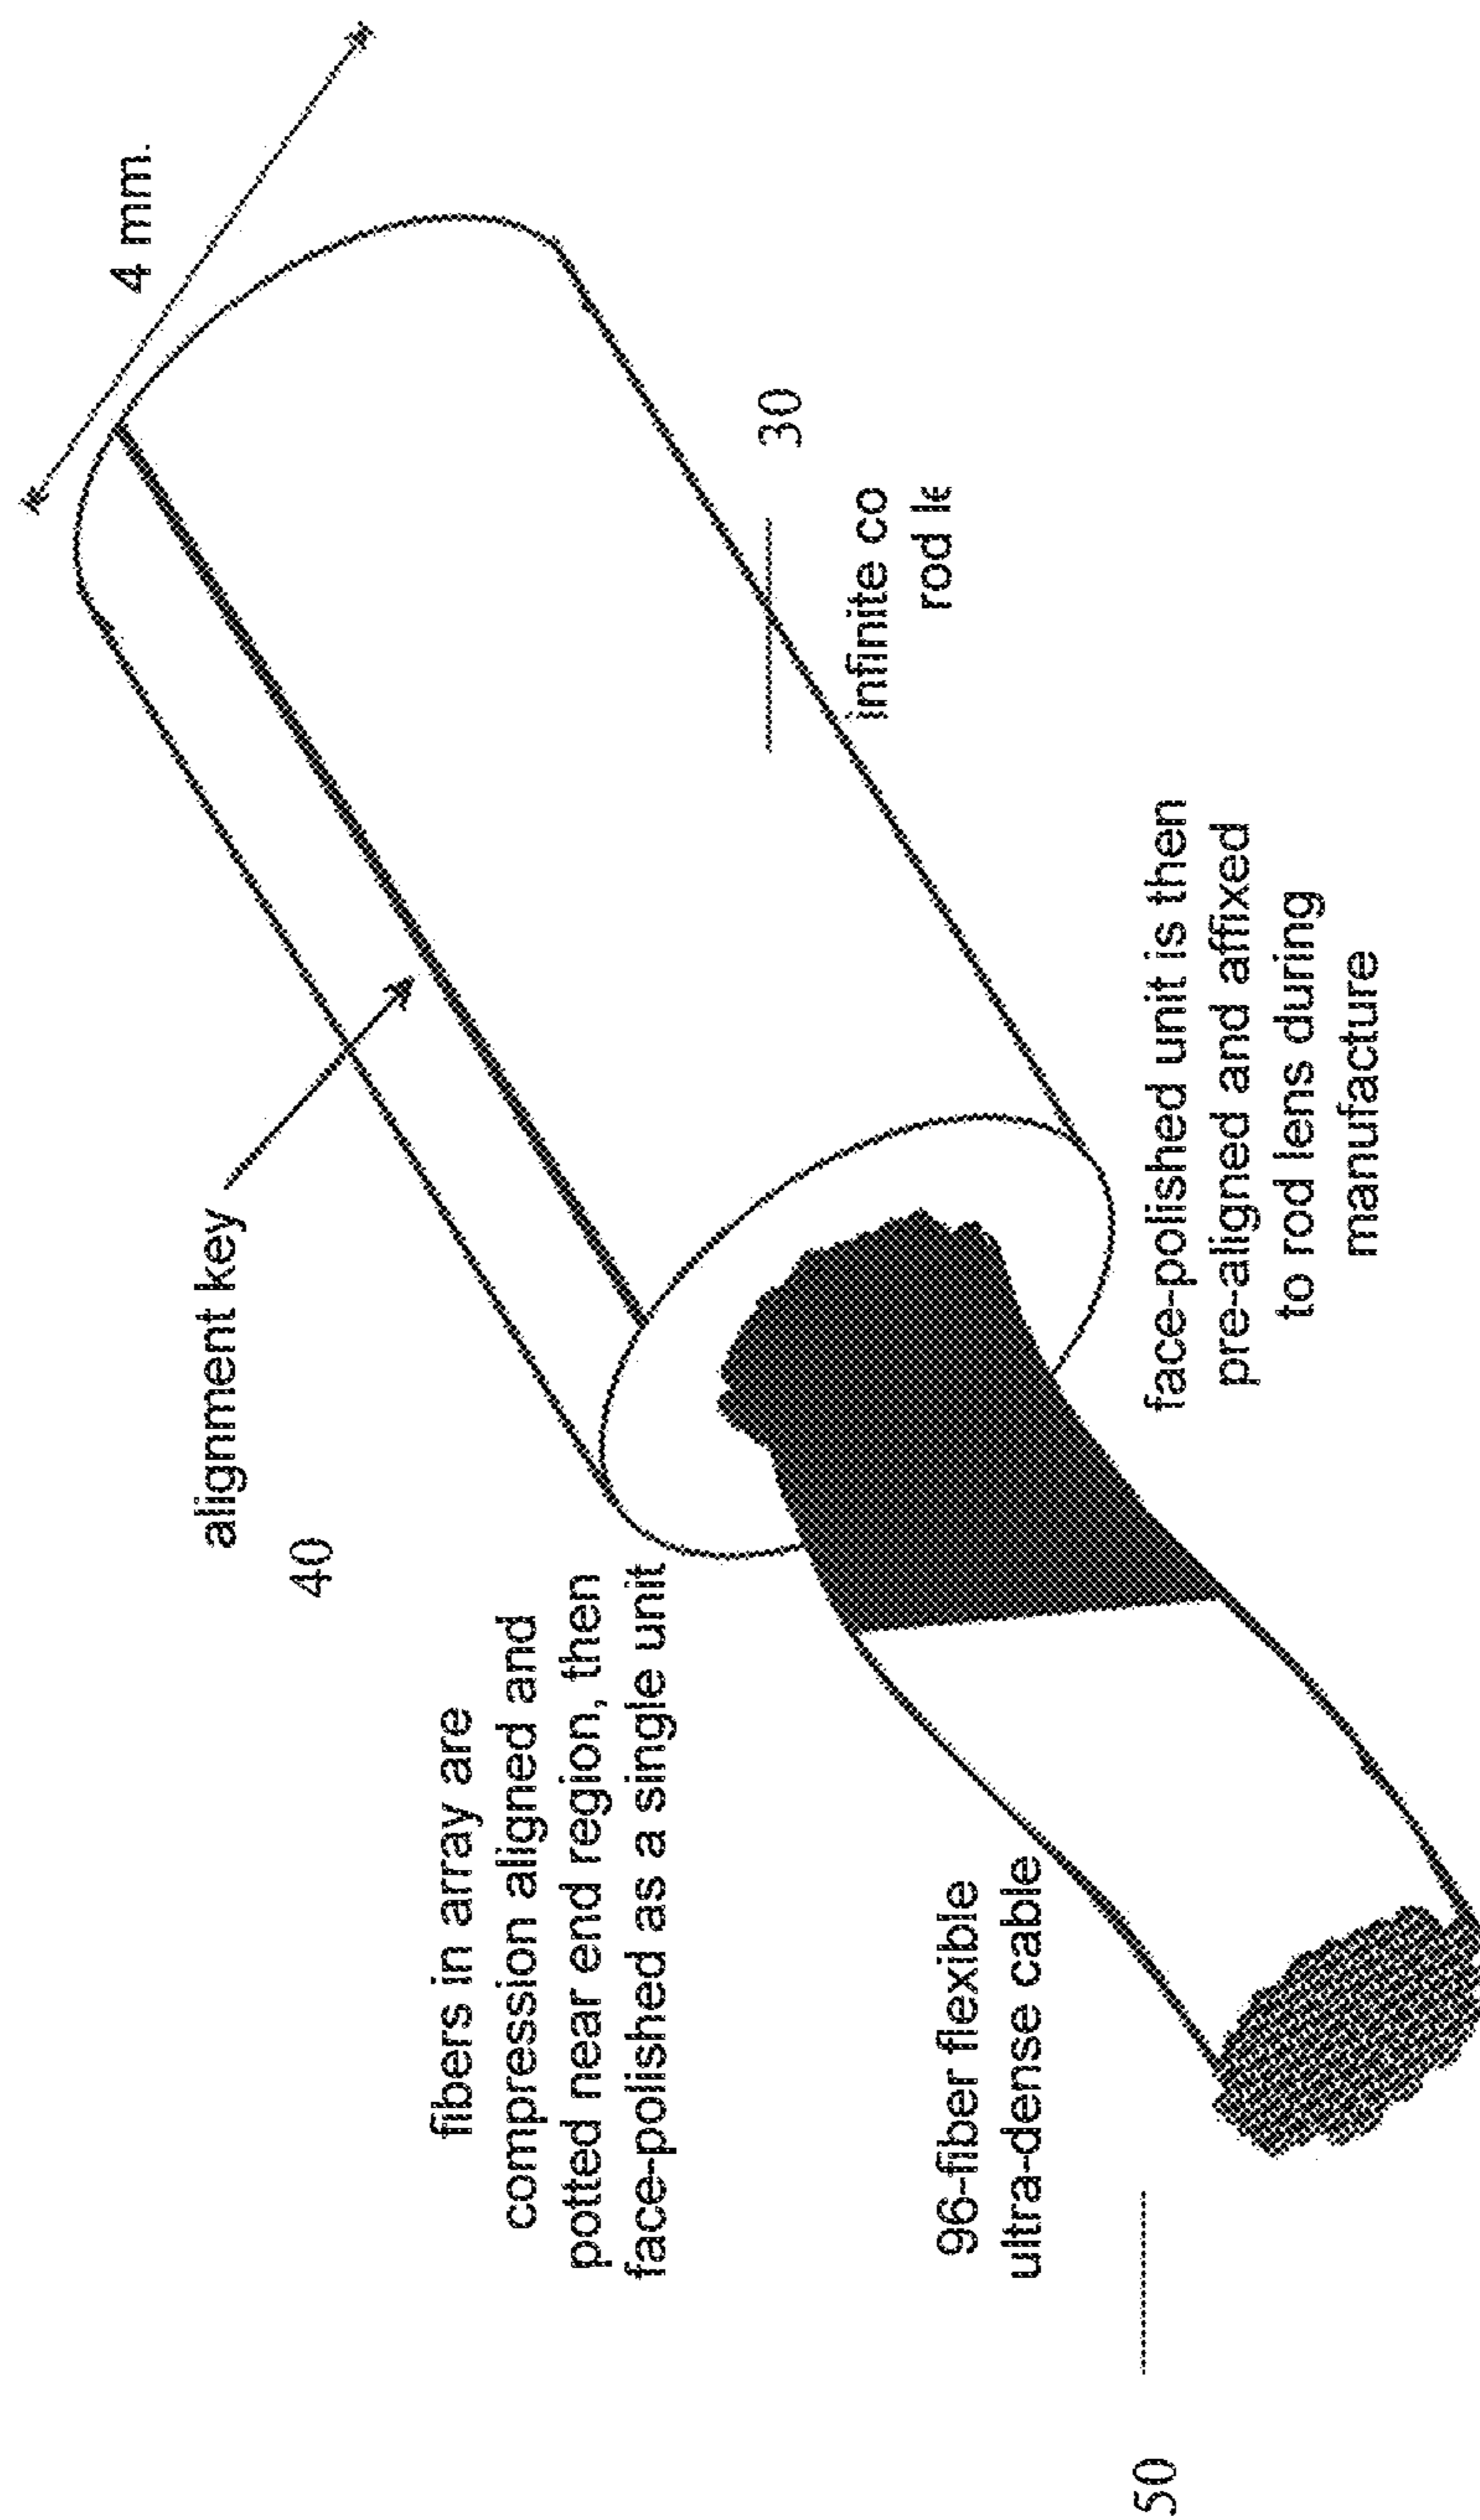 4 mm.
alignment key
40
30
infinite co
rod le
fibers in array are
compression aligned and
potted near end region, then
face-polished as a single unit
face-polished unit is then
pre-aligned and affixed
to rod lens during
manufacture
96-fiber flexible
ultra-dense cable
50